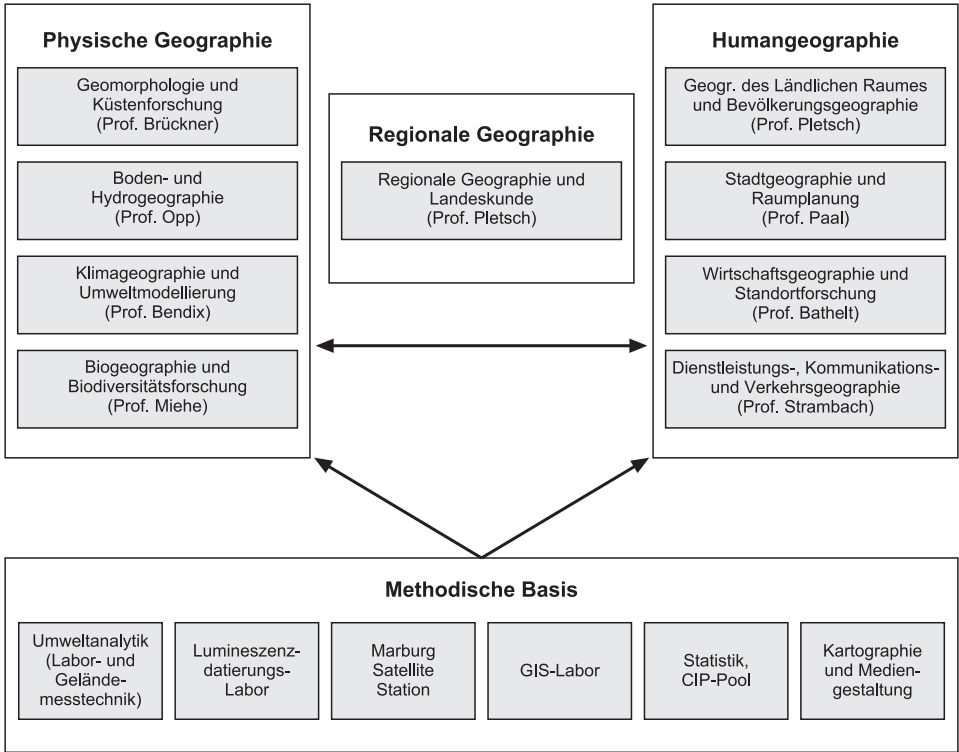 Physische Geographie
Geomorphologie und
Küstenforschung
(Prof. Brückner)
Boden- und
Hydrogeographie
(Prof. Opp)
Klimageographie und
Umweltmodellierung
(Prof. Bendix)
Biogeographie und
Biodiversitätsforschung
(Prof. Miehe)
Regionale Geographie
Regionale Geographie und
Landeskunde
(Prof. Pletsch)
Humangeographie
Geogr. des Ländlichen Raumes
und Bevölkerungsgeographie
(Prof. Pletsch)
Stadtgeographie und
Raumplanung
(Prof. Paal)
Wirtschaftsgeographie und
Standortforschung
(Prof. Bathelt)
Dienstleistungs-, Kommunikations-
und Verkehrsgeographie
(Prof. Strambach)
Methodische Basis
Umweltanalytik
(Labor- und
Gelände-
messtechnik)
Lumineszenz-
datierungs-
Labor
Marburg
Satellite
Station
GIS-Labor
Statistik,
CIP-Pool
Kartographie
und Medien-
gestaltung